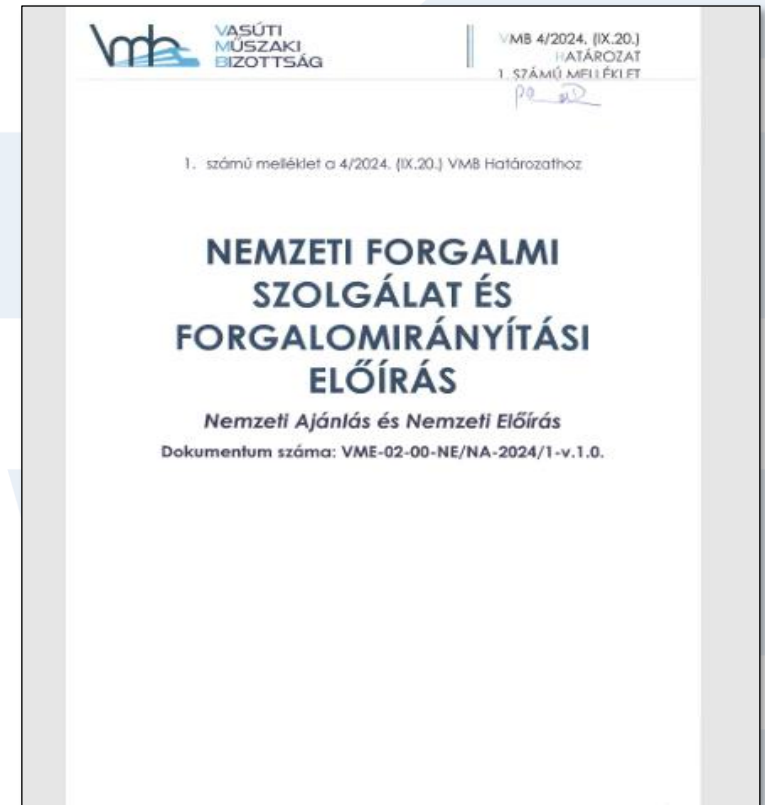 VASÚTI
MŰSZAKI
BIZOTTSÁG
vmb
VMB 4/2024. (IX.20.)
HATÁROZAT
1. SZÁMÚ MELLÉKLET
1. számú melléklet a 4/2024. (IX.20.) VMB Határozathoz
NEMZETI FORGALMI
SZOLGÁLAT ÉS
FORGALOMIRÁNYÍTÁSI
ELŐÍRÁS
Nemzeti Ajánlás és Nemzeti Előírás
Dokumentum száma: VME-02-00-NE/NA-2024/1-v.1.0.